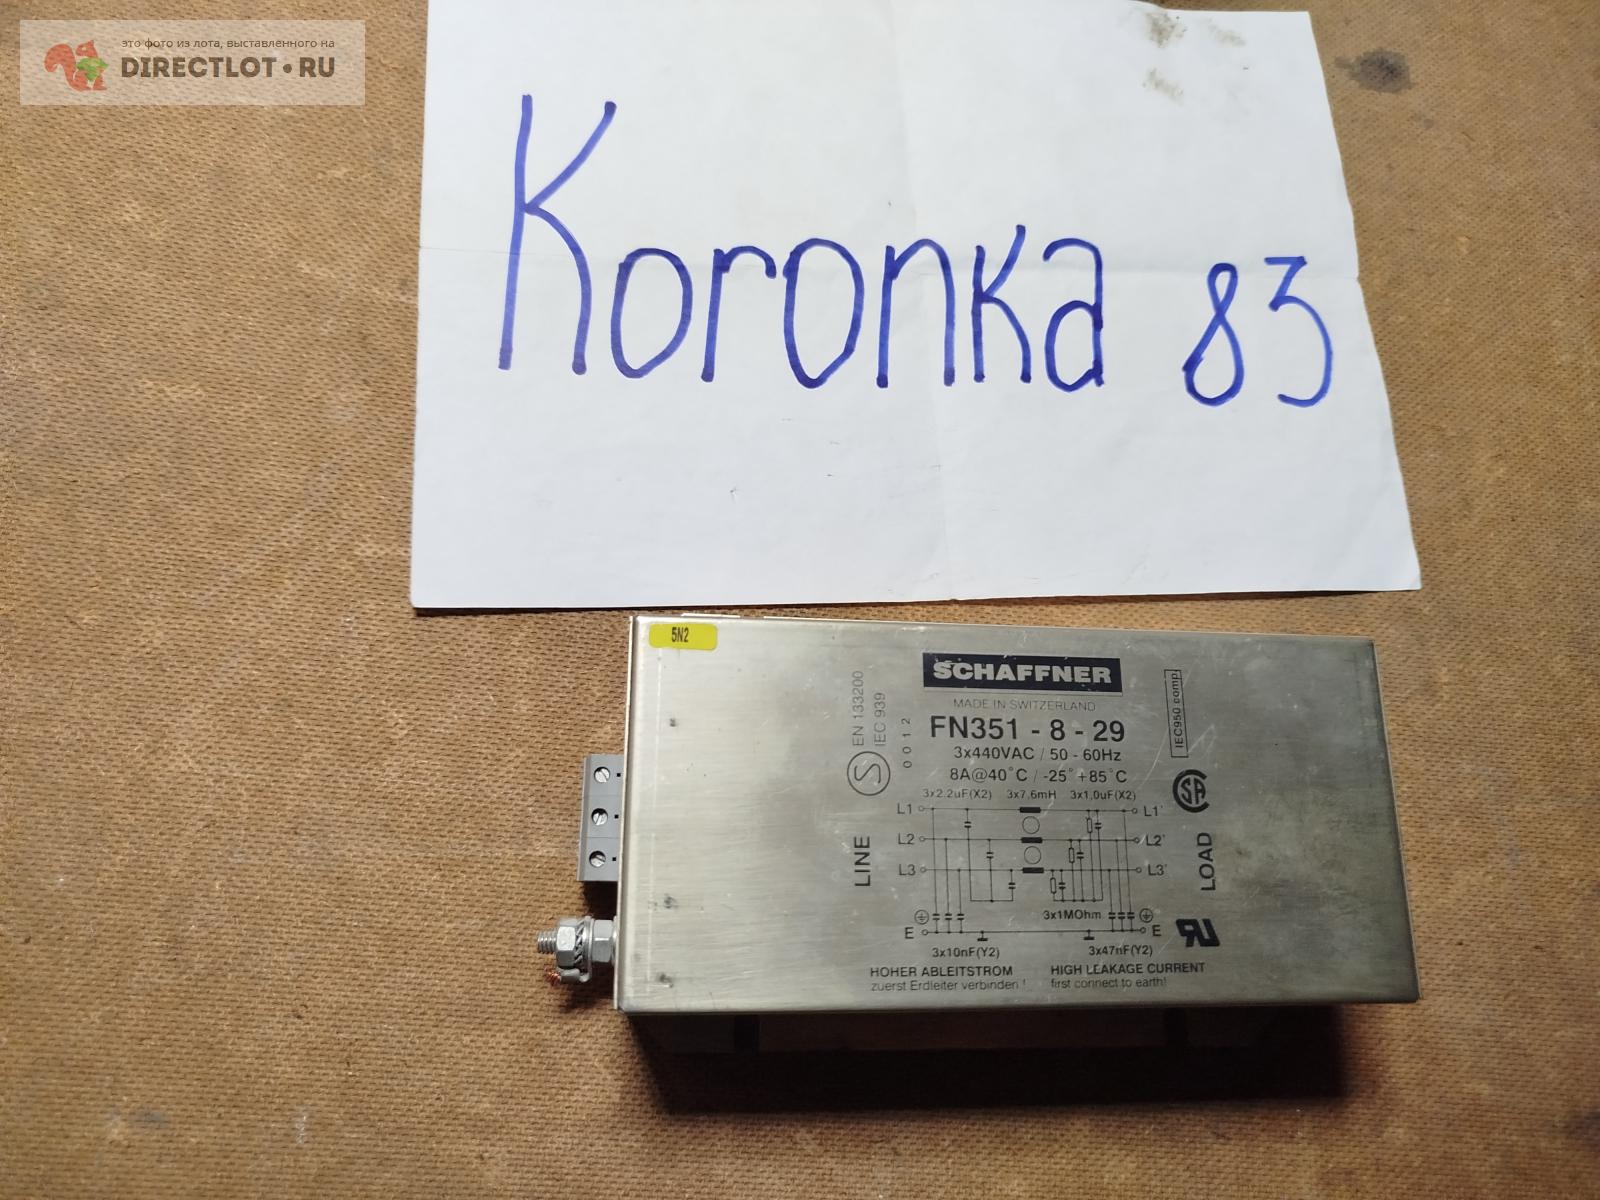 это фото из лота, выставленного на
DIRECTLOT.RU
Koronka 83
5N2
SCHAFFNER
MADE IN SWITZERLAND
FN351 - 8 - 29
3x440VAC / 50 - 60Hz
8A@40°C / -25°+85°C
3x2.2uF(X2) 3x7,6mH 3x1,0uF(X2)
EN 133200
IEC 939
0012
S
IEC950 comp.
SA
L1 L1'
L2 L2'
L3 L3'
LINE
LOAD
3x1MOhm
E E
3x10nF(Y2) 3x47nF(Y2)
HOHER ABLEITSTROM
zuerst Erdleiter verbinden !
HIGH LEAKAGE CURRENT
first connect to earth!